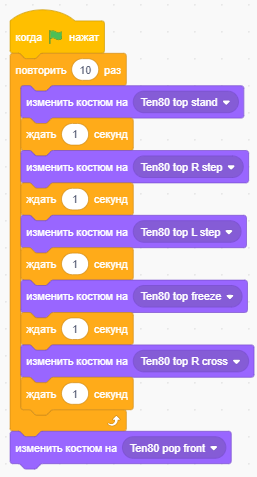 когда нажат
повторить 10 раз
изменить костюм на Ten80 top stand
ждать 1 секунд
изменить костюм на Ten80 top R step
ждать 1 секунд
изменить костюм на Ten80 top L step
ждать 1 секунд
изменить костюм на Ten80 top freeze
ждать 1 секунд
изменить костюм на Ten80 top R cross
ждать 1 секунд
изменить костюм на Ten80 pop front